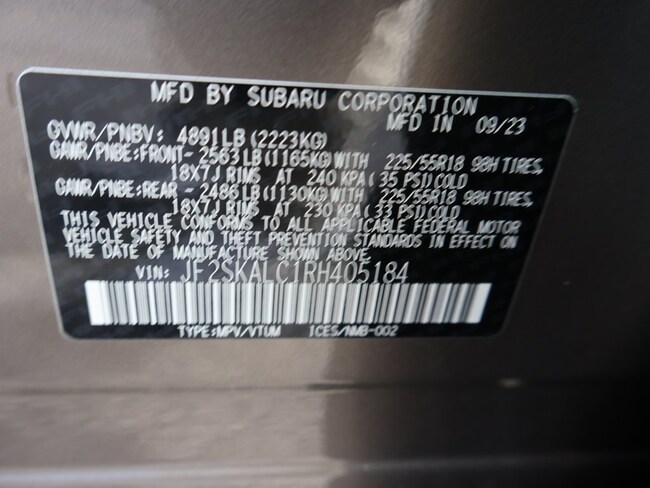 MFD BY SUBARU CORPORATION
MFD IN 09/23
GVWR/PNBV: 4891LB(2223KG)
GAWR/PNBE:FRONT- 2563LB(1165KG)WITH 225/55R18 98H TIRES,
18X7J RIMS AT 240 KPA(35 PSI)COLD
GAWR/PNBE:REAR - 2486LB(1130KG)WITH 225/55R18 98H TIRES,
18X7J RIMS AT 230 KPA(33 PSI)COLD
THIS VEHICLE CONFORMS TO ALL APPLICABLE FEDERAL MOTOR
VEHICLE SAFETY AND THEFT PREVENTION STANDARDS IN EFFECT ON
THE DATE OF MANUFACTURE SHOWN ABOVE.
VIN: JF2SKALC1RH405184
TYPE:MPV/VTUM ICES/NMB-002